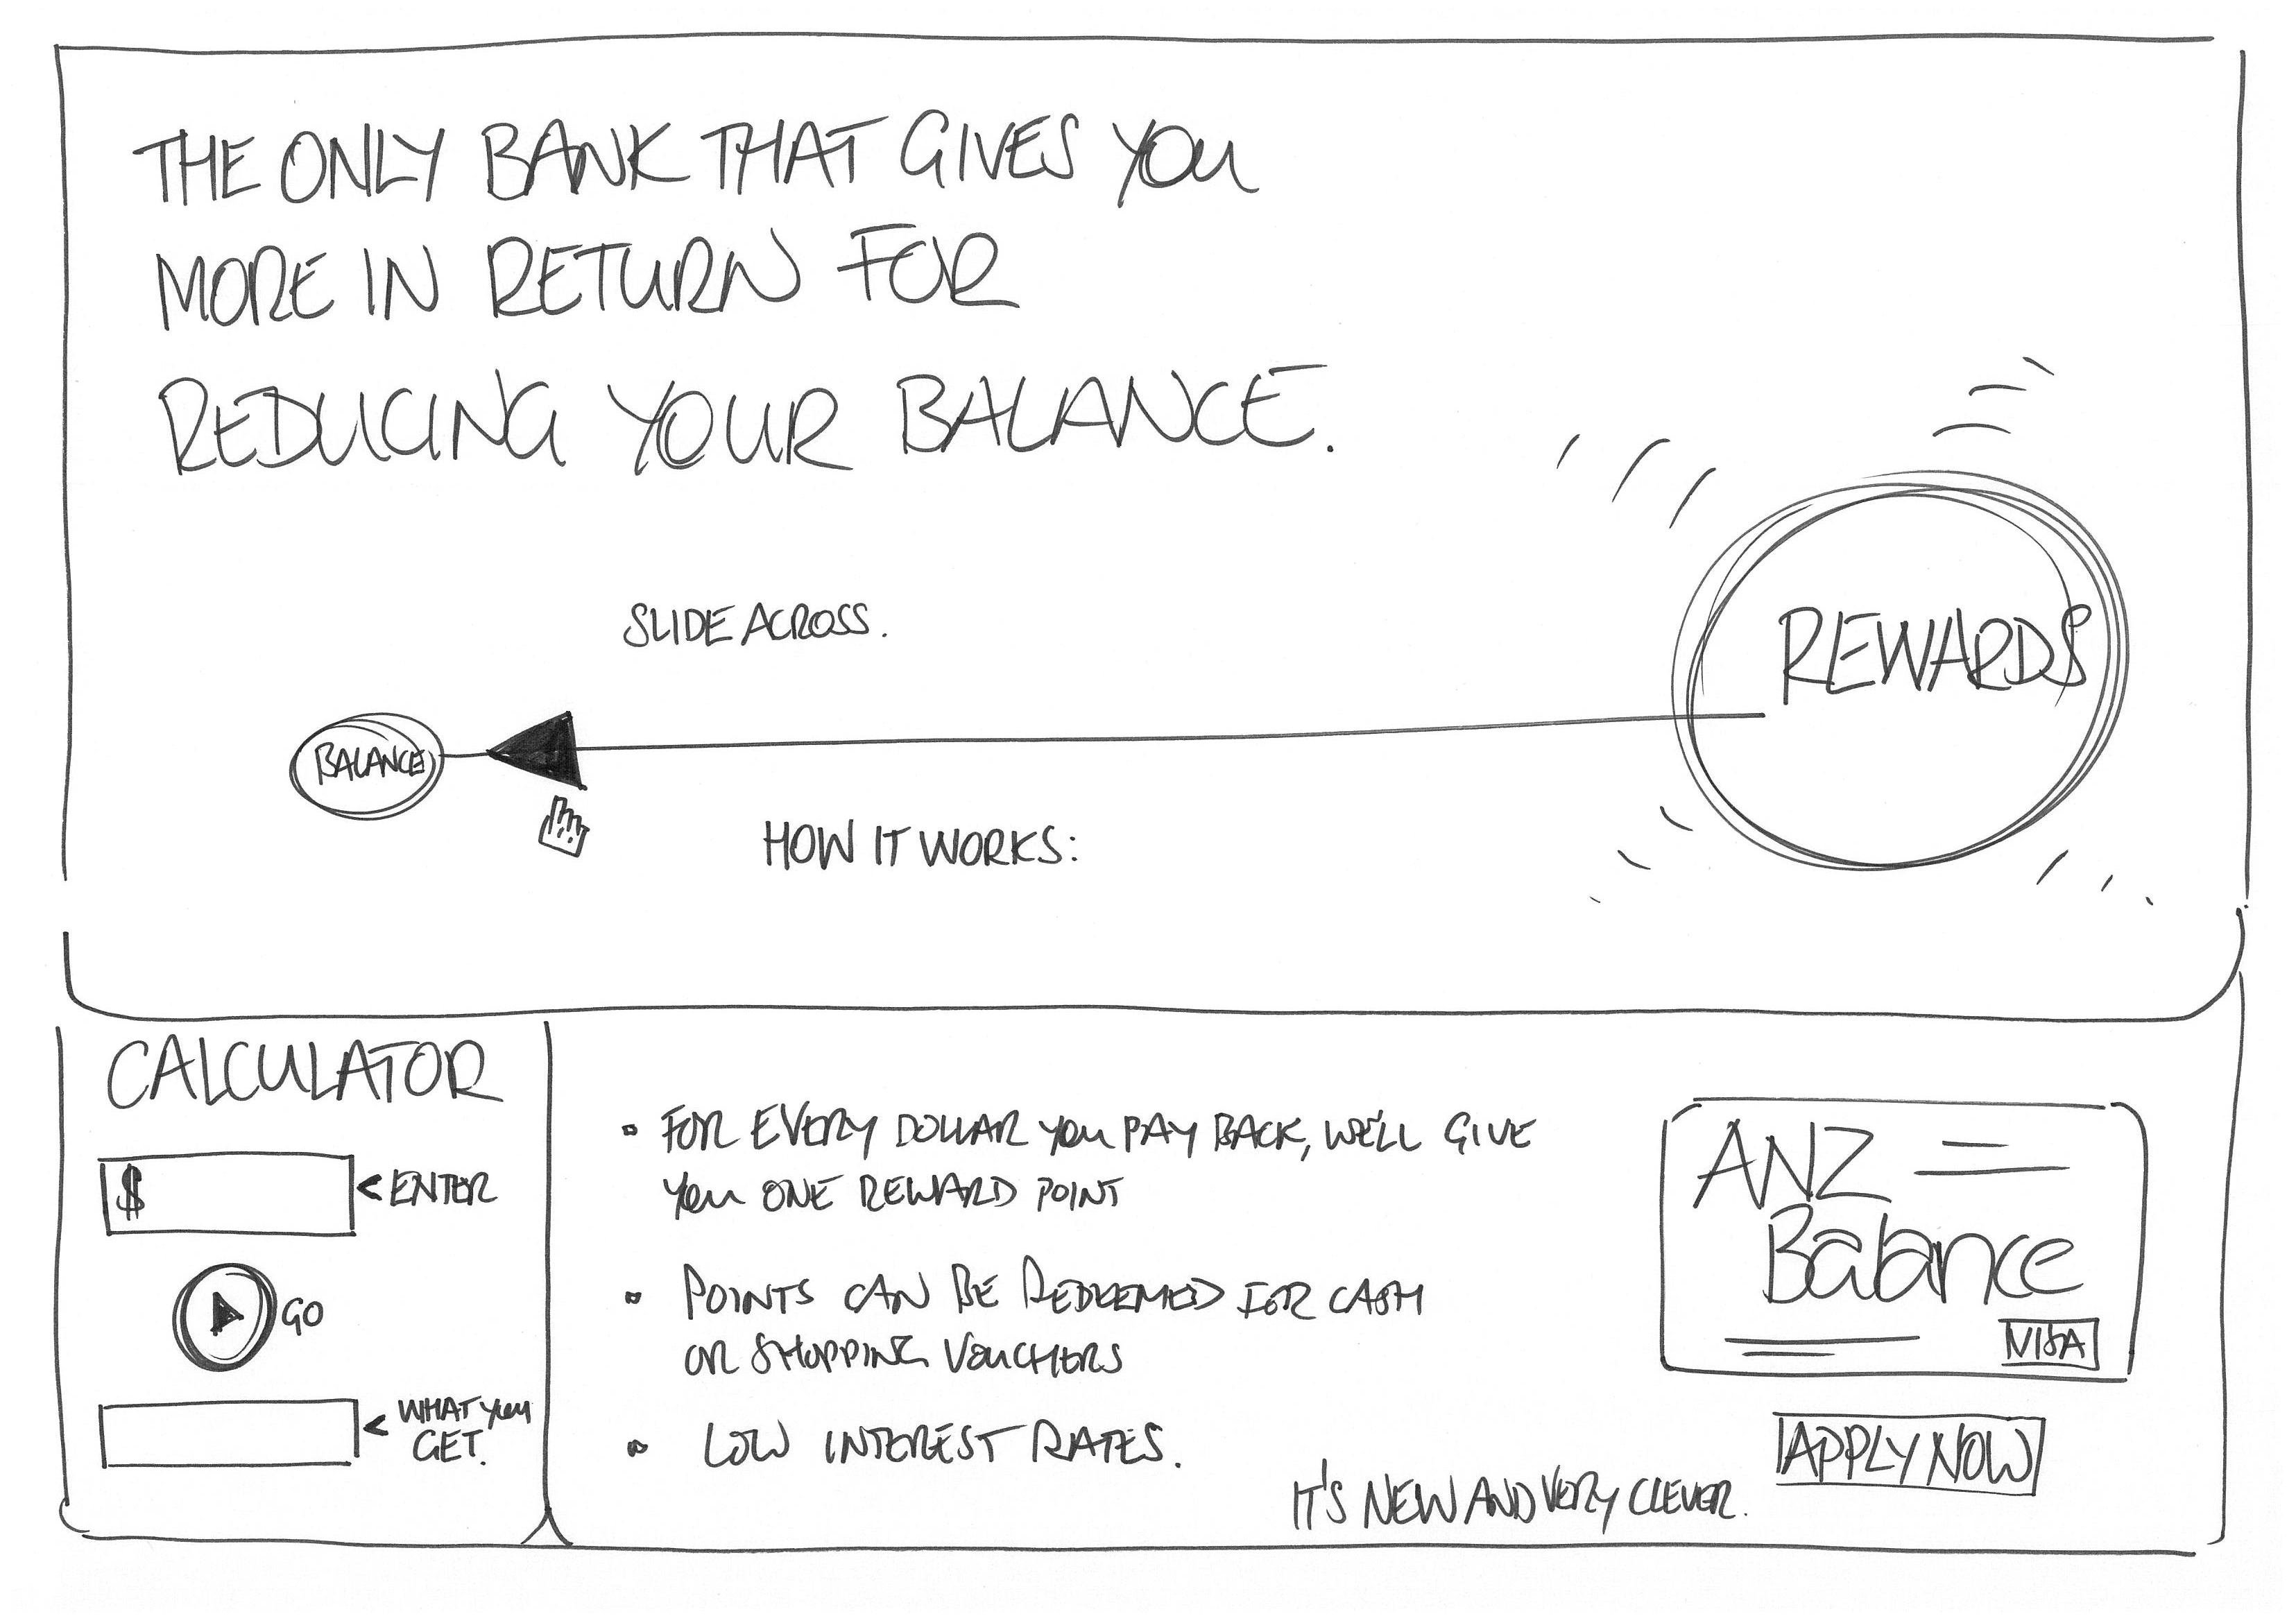 THE ONLY BANK THAT GIVES YOU
MORE IN RETURN FOR
REDUCING YOUR BALANCE.
SLIDE ACROSS.
REWARDS
BALANCE
HOW IT WORKS:
CALCULATOR
$
< ENTER
GO
< WHAT YOU
GET.
• FOR EVERY DOLLAR YOU PAY BACK, WE'LL GIVE
YOU ONE REWARD POINT
• POINTS CAN BE REDEEMED FOR CASH
OR SHOPPING VOUCHERS
• LOW INTEREST RATES.
IT'S NEW AND VERY CLEVER.
ANZ
Balance
VISA
APPLY NOW